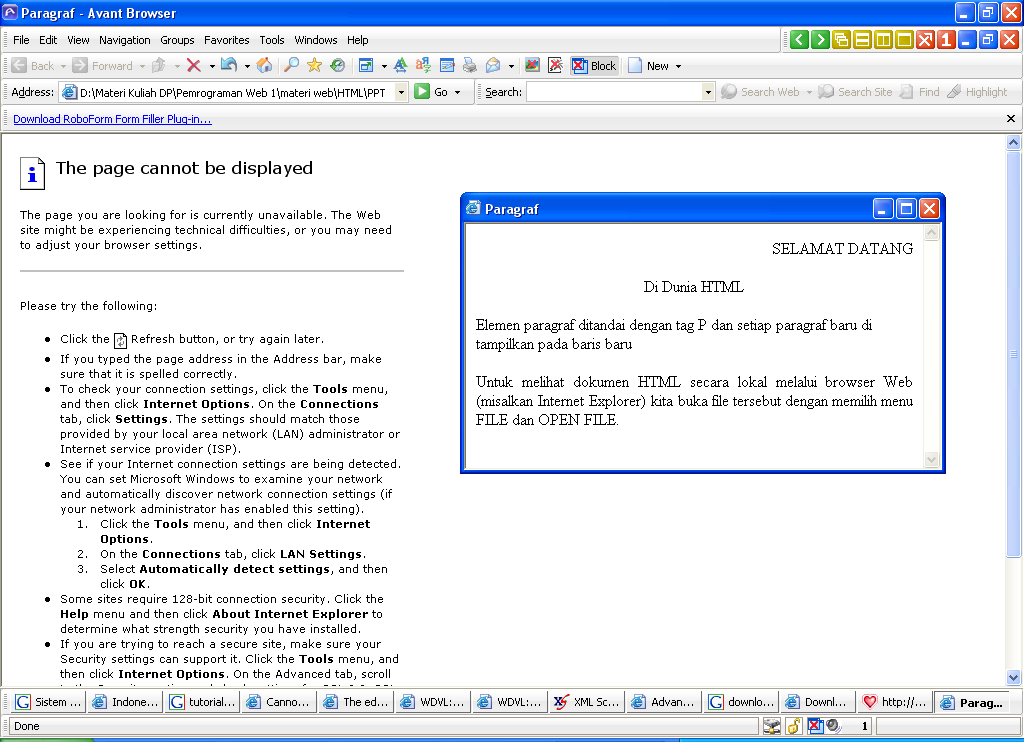 Paragraf - Avant Browser
File Edit View Navigation Groups Favorites Tools Windows Help
1
Back Forward Block New
Address: D:\Materi Kuliah DP\Pemrograman Web 1\materi web\HTML\PPT Go Search: Search Web Search Site Find Highlight
Download RoboForm Form Filler Plug-in...
The page cannot be displayed
The page you are looking for is currently unavailable. The Web
site might be experiencing technical difficulties, or you may need
to adjust your browser settings.
Please try the following:
Click the Refresh button, or try again later.
If you typed the page address in the Address bar, make
sure that it is spelled correctly.
To check your connection settings, click the Tools menu,
and then click Internet Options. On the Connections
tab, click Settings. The settings should match those
provided by your local area network (LAN) administrator or
Internet service provider (ISP).
See if your Internet connection settings are being detected.
You can set Microsoft Windows to examine your network
and automatically discover network connection settings (if
your network administrator has enabled this setting).
1. Click the Tools menu, and then click Internet
Options.
2. On the Connections tab, click LAN Settings.
3. Select Automatically detect settings, and then
click OK.
Some sites require 128-bit connection security. Click the
Help menu and then click About Internet Explorer to
determine what strength security you have installed.
If you are trying to reach a secure site, make sure your
Security settings can support it. Click the Tools menu, and
then click Internet Options. On the Advanced tab, scroll
Paragraf
SELAMAT DATANG
Di Dunia HTML
Elemen paragraf ditandai dengan tag P dan setiap paragraf baru di
tampilkan pada baris baru
Untuk melihat dokumen HTML secara lokal melalui browser Web
(misalkan Internet Explorer) kita buka file tersebut dengan memilih menu
FILE dan OPEN FILE.
Sistem ... Indone... tutorial... Canno... The ed... WDVL:... WDVL:... XML Sc... Advan... downlo... Downl... http://... Parag...
Done 1